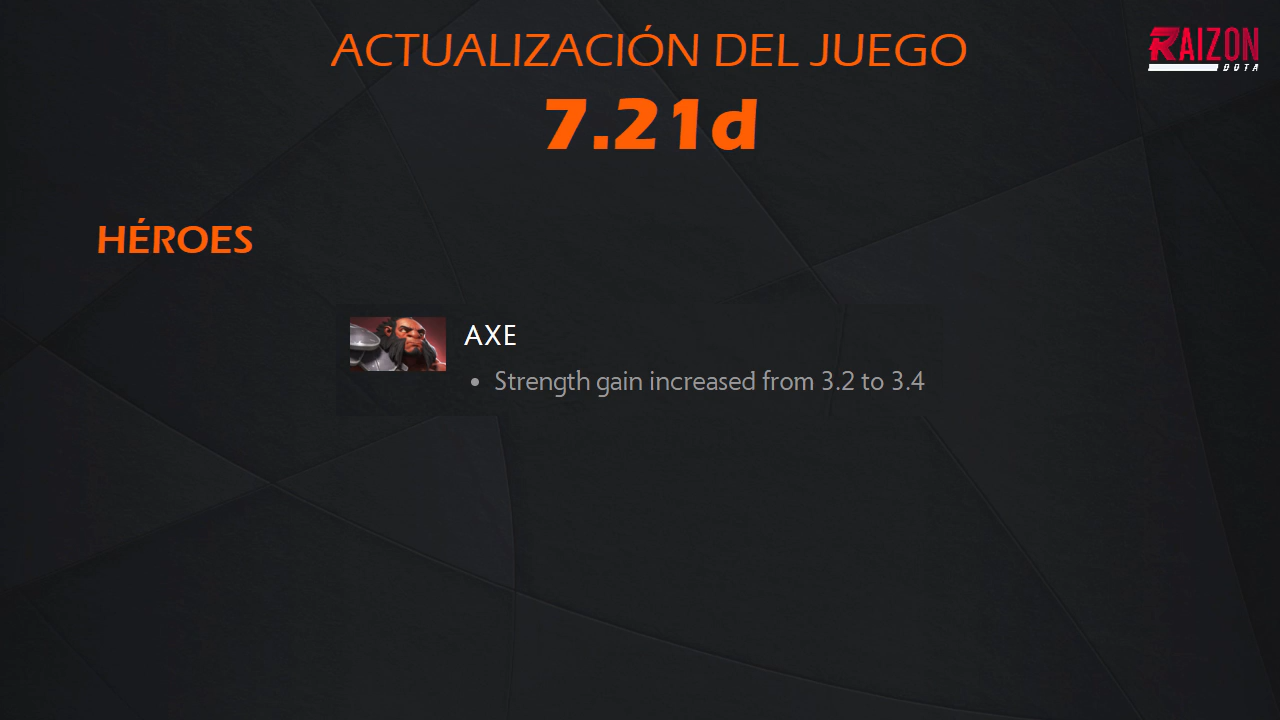 ACTUALIZACIÓN DEL JUEGO
RAIZON
DOTA
7.21d
HÉROES
AXE
• Strength gain increased from 3.2 to 3.4